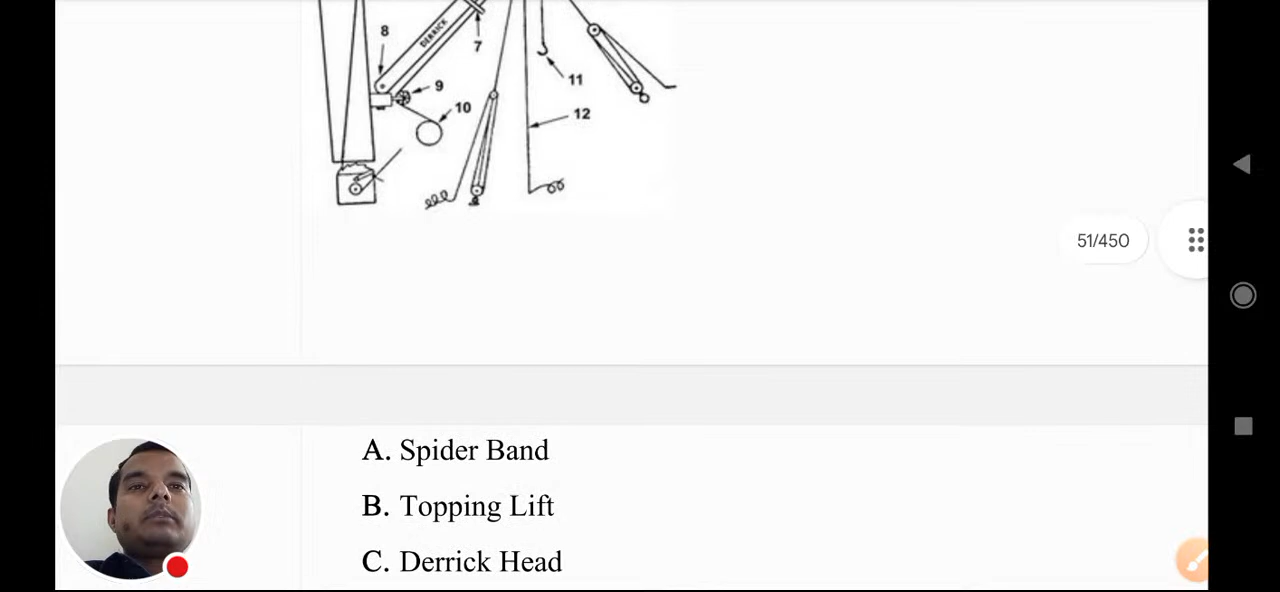 8
DERRICK
7
9
11
10
12
51/450
A. Spider Band
B. Topping Lift
C. Derrick Head